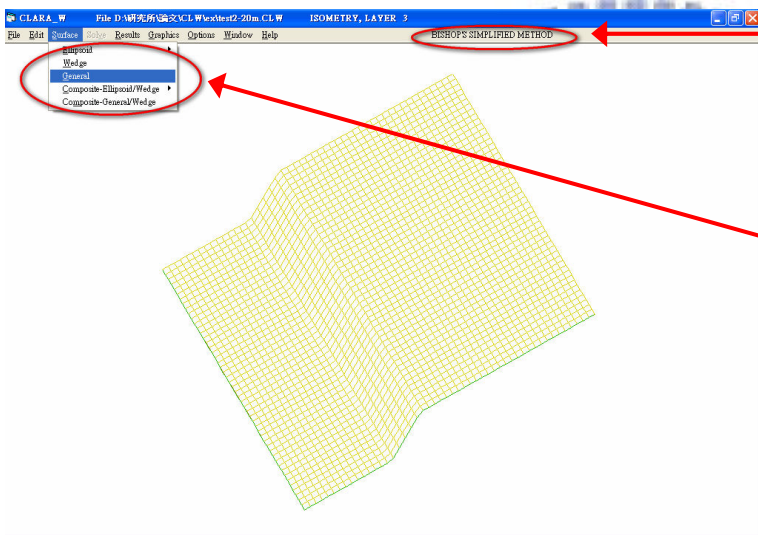 CLARA_W File D:\研究所\論文\CLW\ex\test2-20m.CLW ISOMETRY, LAYER 3
File Edit Surface Solve Results Graphics Options Window Help BISHOP'S SIMPLIFIED METHOD
Ellipsoid
Wedge
General
Composite-Ellipsoid/Wedge
Composite-General/Wedge